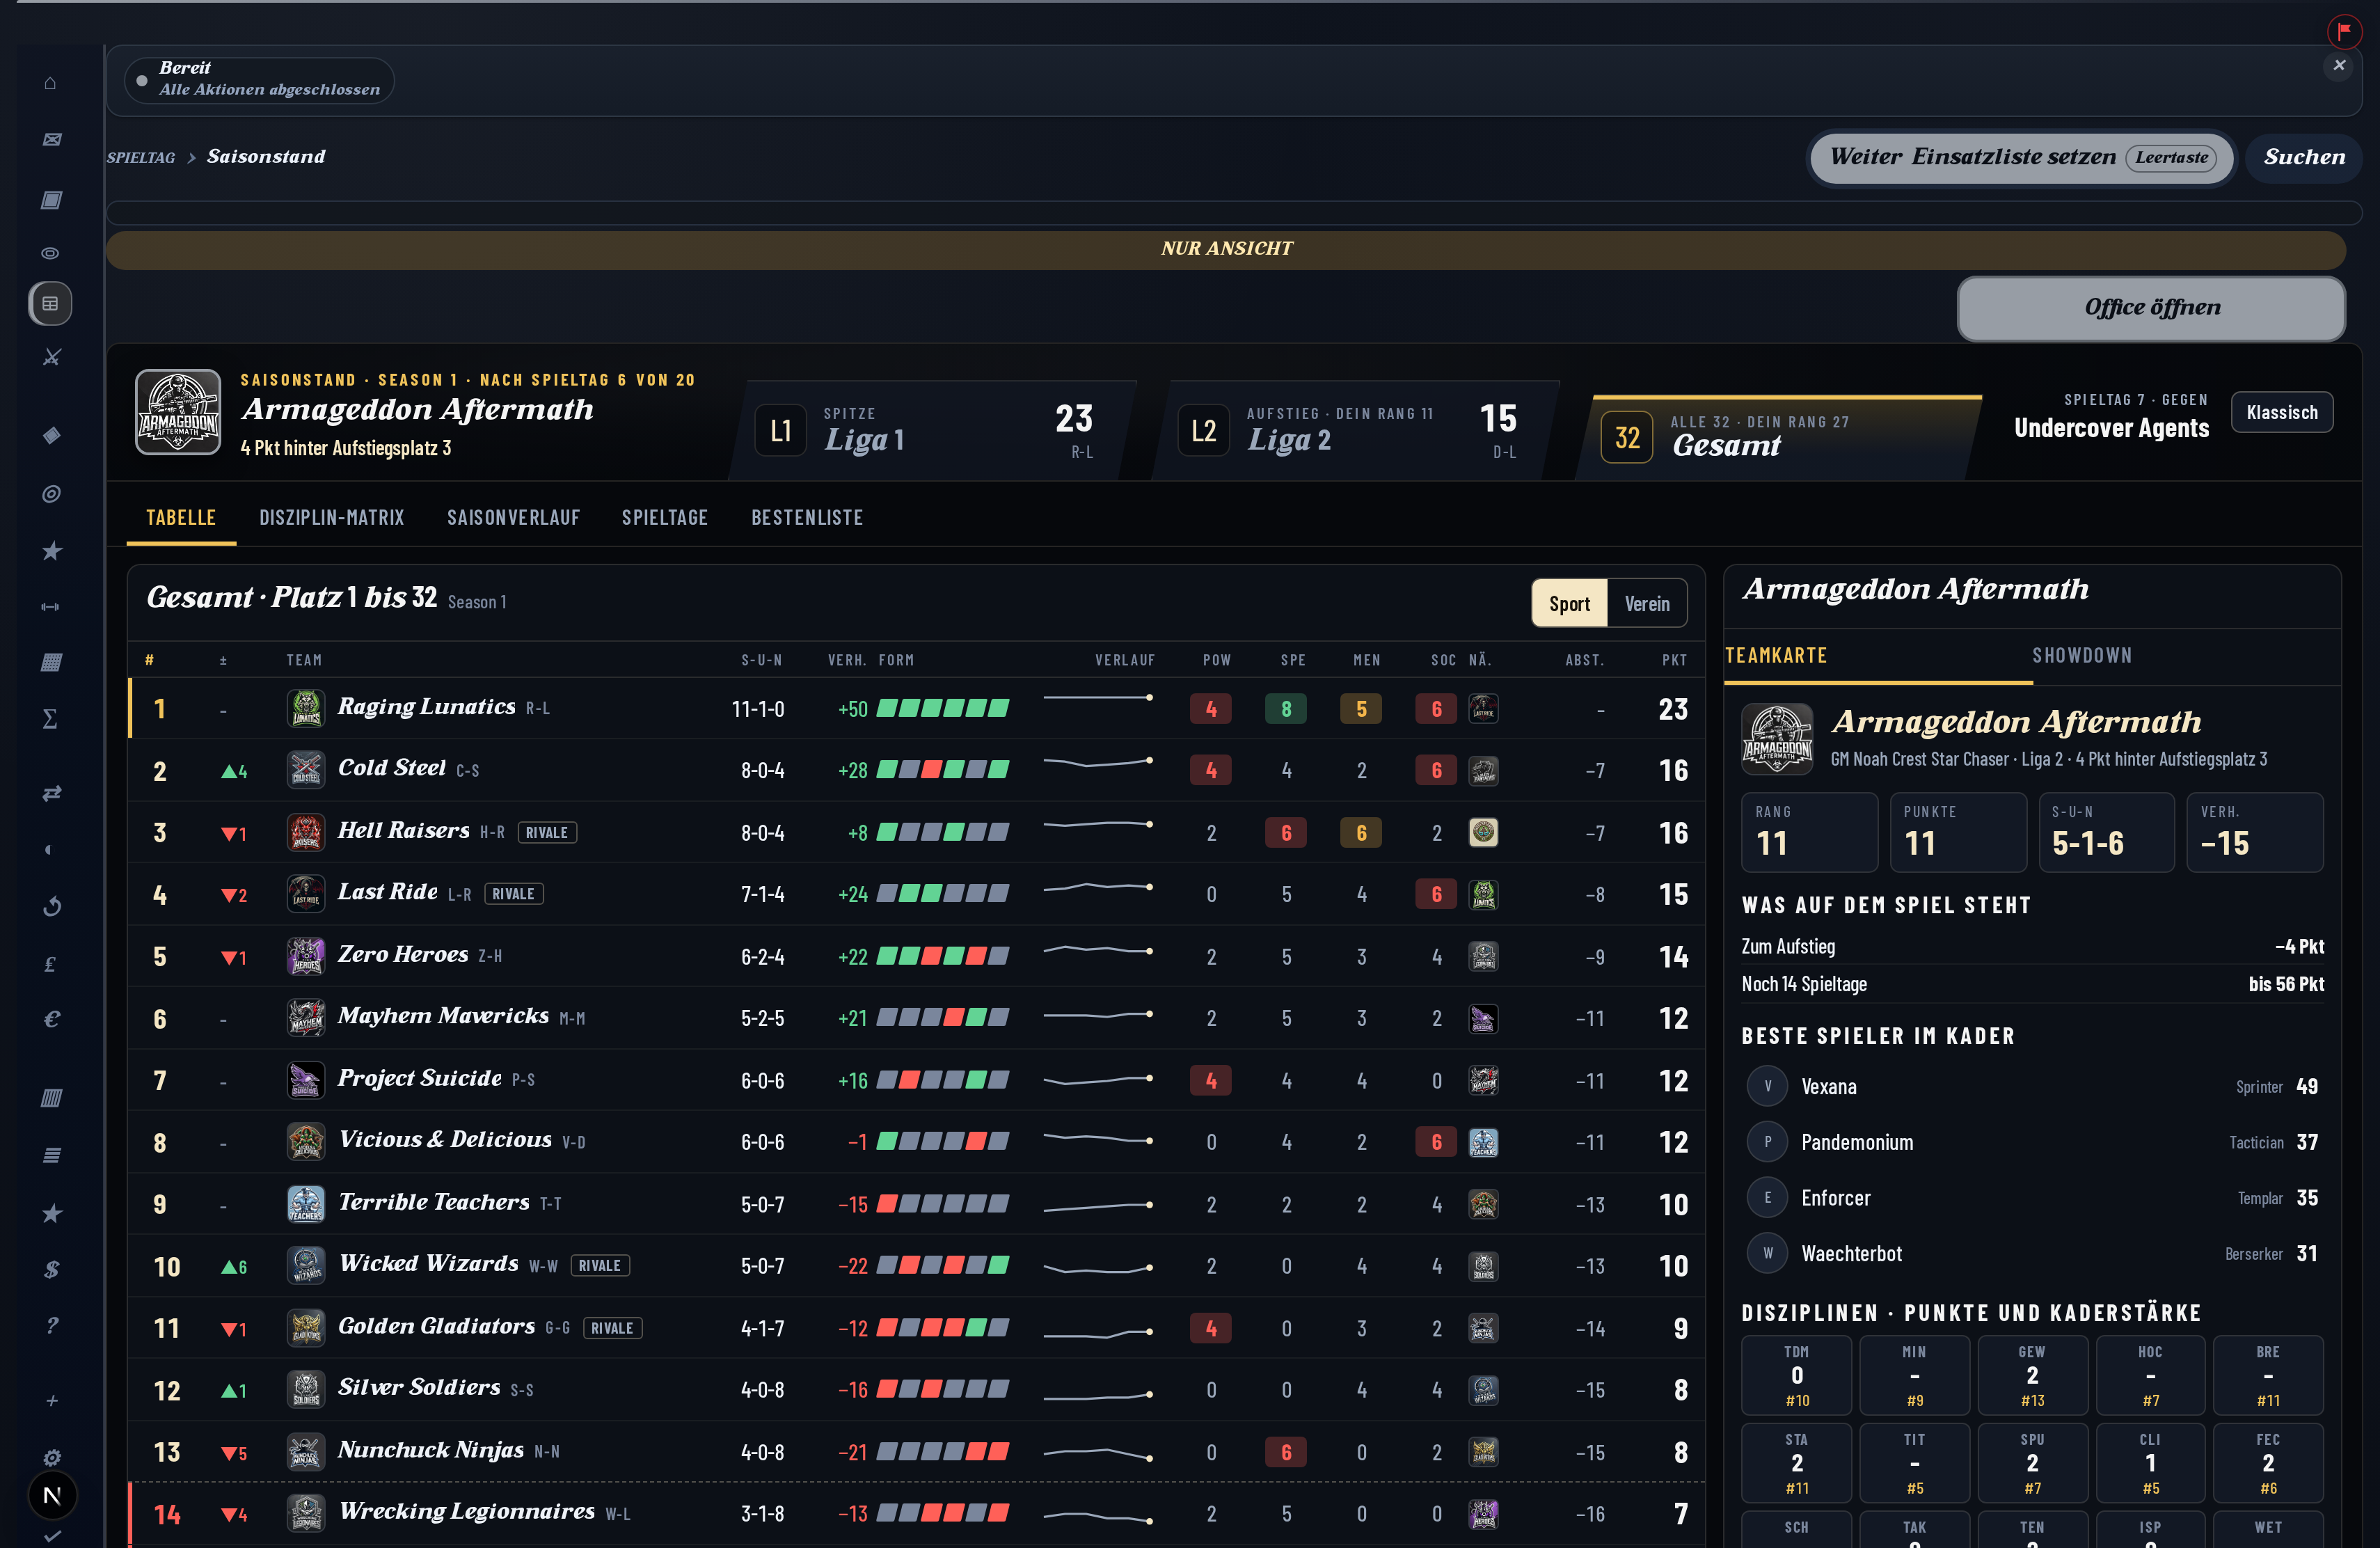 Bereit
Alle Aktionen abgeschlossen
SPIELTAG › Saisonstand
Weiter Einsatzliste setzen Leertaste
Suchen
NUR ANSICHT
Office öffnen
SAISONSTAND · SEASON 1 · NACH SPIELTAG 6 VON 20
Armageddon Aftermath
4 Pkt hinter Aufstiegsplatz 3
L1 SPITZE Liga 1 23 R-L
L2 AUFSTIEG · DEIN RANG 11 Liga 2 15 D-L
32 ALLE 32 · DEIN RANG 27 Gesamt
SPIELTAG 7 · GEGEN
Undercover Agents
Klassisch
TABELLE DISZIPLIN-MATRIX SAISONVERLAUF SPIELTAGE BESTENLISTE
Gesamt · Platz 1 bis 32 Season 1
Sport Verein
# ± TEAM S-U-N VERH. FORM VERLAUF POW SPE MEN SOC NÄ. ABST. PKT
1 - Raging Lunatics R-L 11-1-0 +50 4 8 5 6 - 23
2 ▲4 Cold Steel C-S 8-0-4 +28 4 4 2 6 −7 16
3 ▼1 Hell Raisers H-R RIVALE 8-0-4 +8 2 6 6 2 −7 16
4 ▼2 Last Ride L-R RIVALE 7-1-4 +24 0 5 4 6 −8 15
5 ▼1 Zero Heroes Z-H 6-2-4 +22 2 5 3 4 −9 14
6 - Mayhem Mavericks M-M 5-2-5 +21 2 5 3 2 −11 12
7 - Project Suicide P-S 6-0-6 +16 4 4 4 0 −11 12
8 - Vicious & Delicious V-D 6-0-6 −1 0 4 2 6 −11 12
9 - Terrible Teachers T-T 5-0-7 −15 2 2 2 4 −13 10
10 ▲6 Wicked Wizards W-W RIVALE 5-0-7 −22 2 0 4 4 −13 10
11 ▼1 Golden Gladiators G-G RIVALE 4-1-7 −12 4 0 3 2 −14 9
12 ▲1 Silver Soldiers S-S 4-0-8 −16 0 0 4 4 −15 8
13 ▼5 Nunchuck Ninjas N-N 4-0-8 −21 0 6 0 2 −15 8
14 ▼4 Wrecking Legionnaires W-L 3-1-8 −13 2 5 0 0 −16 7
Armageddon Aftermath
TEAMKARTE SHOWDOWN
Armageddon Aftermath
GM Noah Crest Star Chaser · Liga 2 · 4 Pkt hinter Aufstiegsplatz 3
RANG PUNKTE S-U-N VERH.
11 11 5-1-6 −15
WAS AUF DEM SPIEL STEHT
Zum Aufstieg −4 Pkt
Noch 14 Spieltage bis 56 Pkt
BESTE SPIELER IM KADER
V Vexana Sprinter 49
P Pandemonium Tactician 37
E Enforcer Templar 35
W Waechterbot Berserker 31
DISZIPLINEN · PUNKTE UND KADERSTÄRKE
TDM MIN GEW HOC BRE
0 - 2 - -
#10 #9 #13 #7 #11
STA TIT SPU CLI FEC
2 - 2 1 2
#11 #5 #7 #5 #6
SCH TAK TEN ISP WET